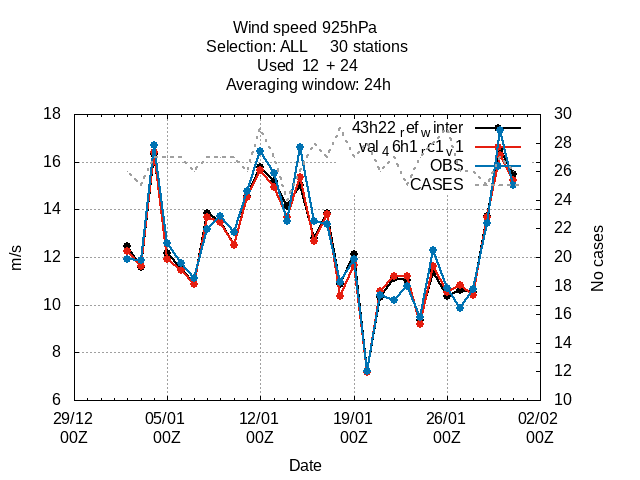 Wind speed 925hPa
Selection: ALL 30 stations
Used 12 + 24
Averaging window: 24h
43h22_ref_winter
val_46h1_rc1_v1
OBS
CASES
18
16
14
12
10
8
6
30
28
26
24
22
20
18
16
14
12
10
m/s
No cases
29/12 05/01 12/01 19/01 26/01 02/02
00Z 00Z 00Z 00Z 00Z 00Z
Date